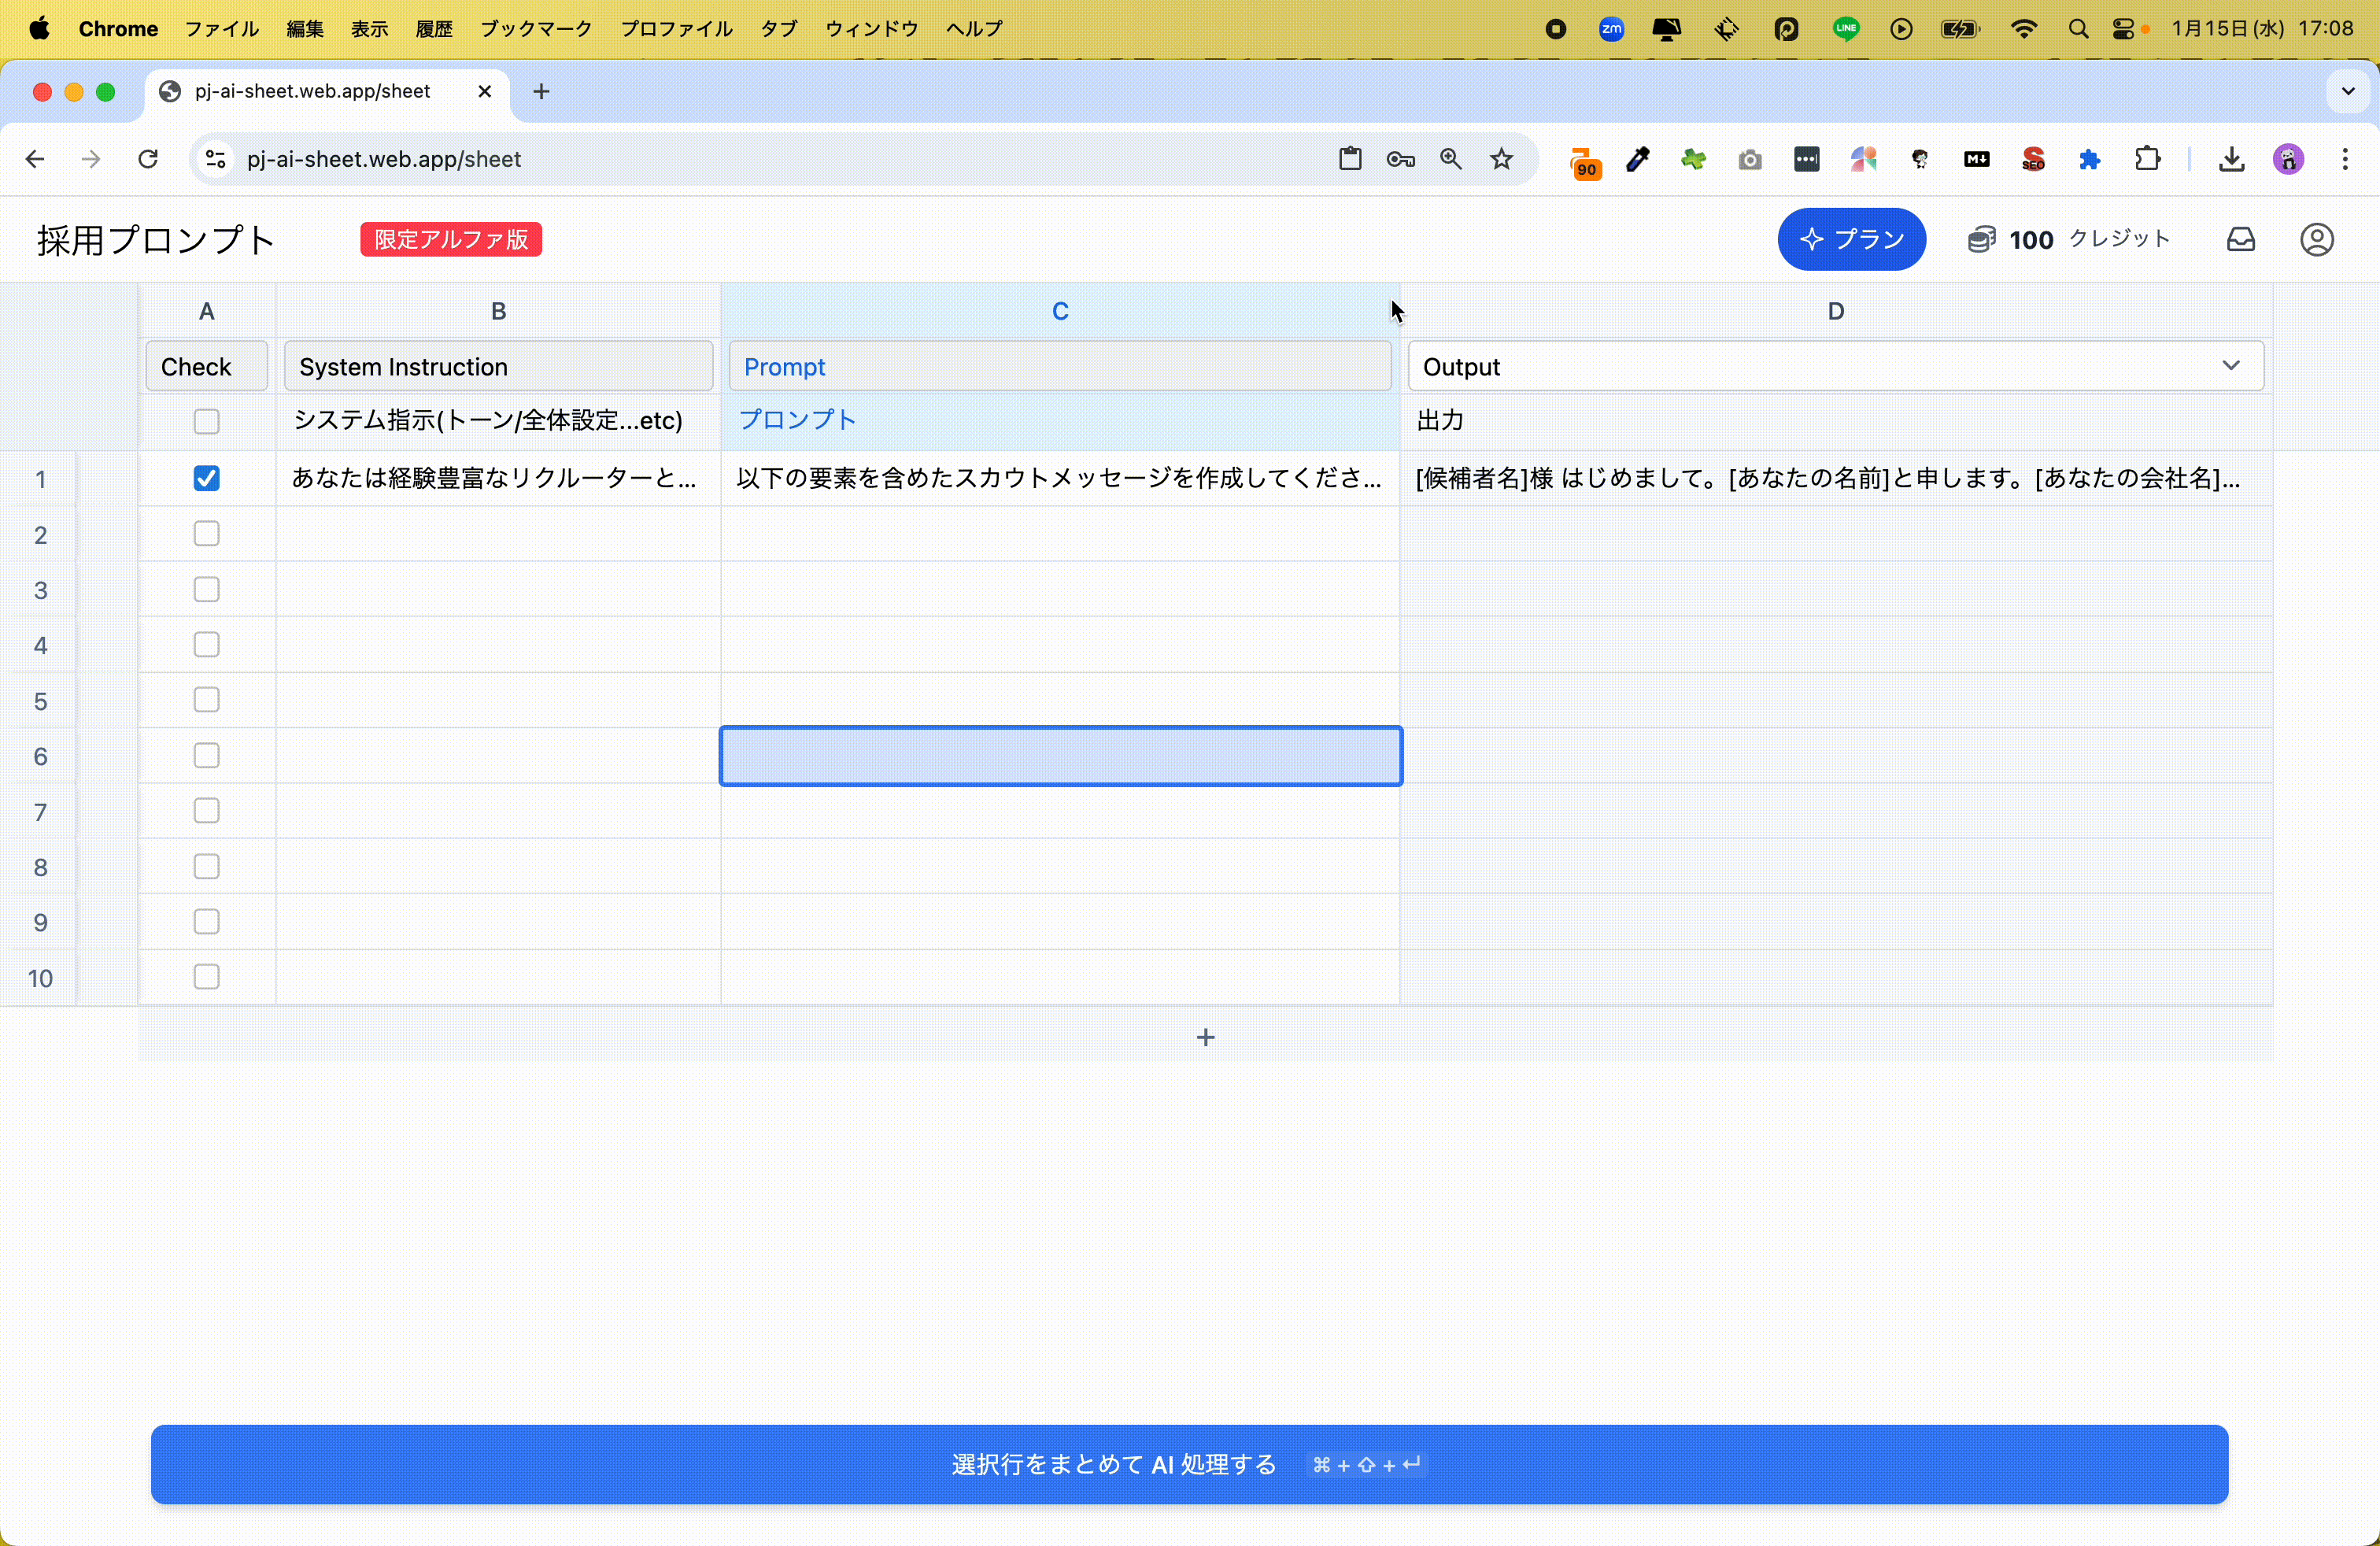 Chrome ファイル 編集 表示 履歴 ブックマーク プロファイル タブ ウィンドウ ヘルプ zm LINE 1月15日(水) 17:08
pj-ai-sheet.web.app/sheet
pj-ai-sheet.web.app/sheet 90 M SEO
採用プロンプト 限定アルファ版 プラン 100 クレジット
A B C D
Check System Instruction Prompt Output
システム指示(トーン/全体設定...etc) プロンプト 出力
1 あなたは経験豊富なリクルーターと... 以下の要素を含めたスカウトメッセージを作成してくださ... [候補者名]様 はじめまして。[あなたの名前]と申します。[あなたの会社名]...
2
3
4
5
6
7
8
9
10
+
選択行をまとめて AI 処理する ⌘ + ⇧ + ↵